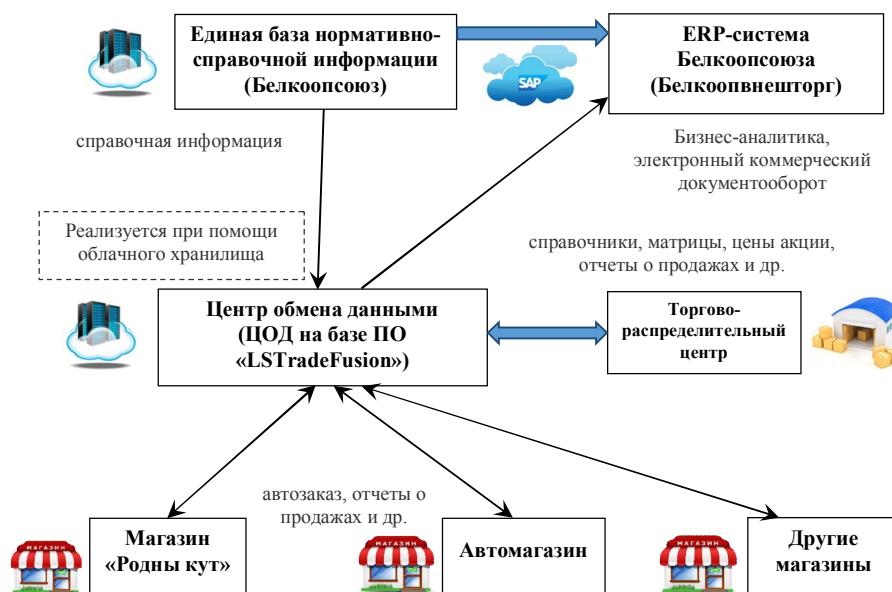 Единая база нормативно-
справочной информации
(Белкоопсоюз)
SAP
ERP-система
Белкоопсоюза
(Белкоопвнешторг)
справочная информация
Бизнес-аналитика,
электронный коммерческий
документооборот
Реализуется при помощи
облачного хранилища
справочники, матрицы, цены акции,
отчеты о продажах и др.
Центр обмена данными
(ЦОД на базе ПО
«LSTradeFusion»)
Торгово-
распределительный
центр
автозаказ, отчеты о
продажах и др.
МАГАЗИН
Магазин
«Родны кут»
МАГАЗИН
Автомагазин
МАГАЗИН
Другие
магазины